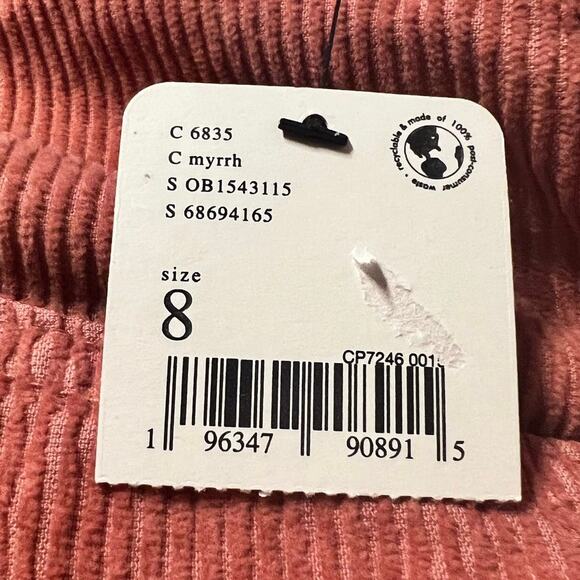 C 6835
C myrrh
S OB1543115
S 68694165
recyclable & made of 100% post-consumer waste
size
8
CP7246 001
1 96347 90891 5